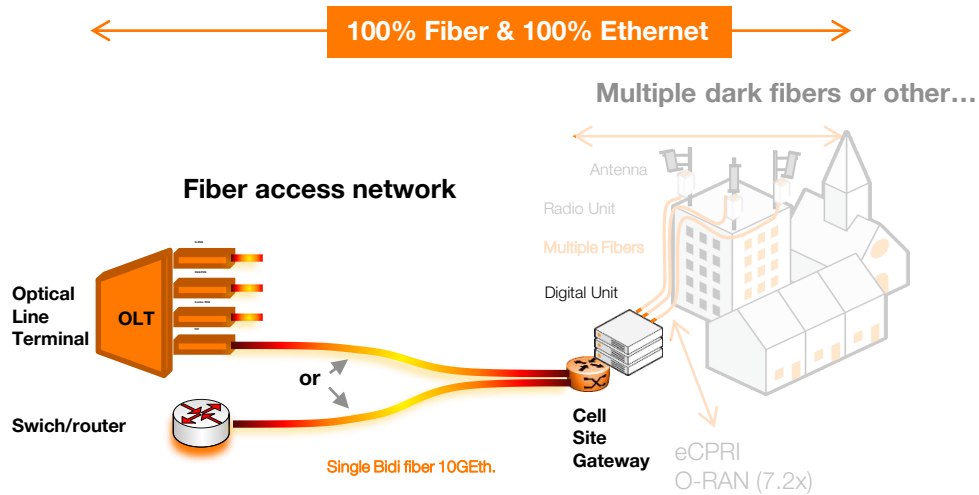 100% Fiber & 100% Ethernet
Multiple dark fibers or other…
Antenna
Fiber access network
Radio Unit
Multiple Fibers
Digital Unit
Optical
Line
Terminal
OLT
or
Swich/router
Cell
Site
Gateway
Single Bidi fiber 10GEth.
eCPRI
O-RAN (7.2x)